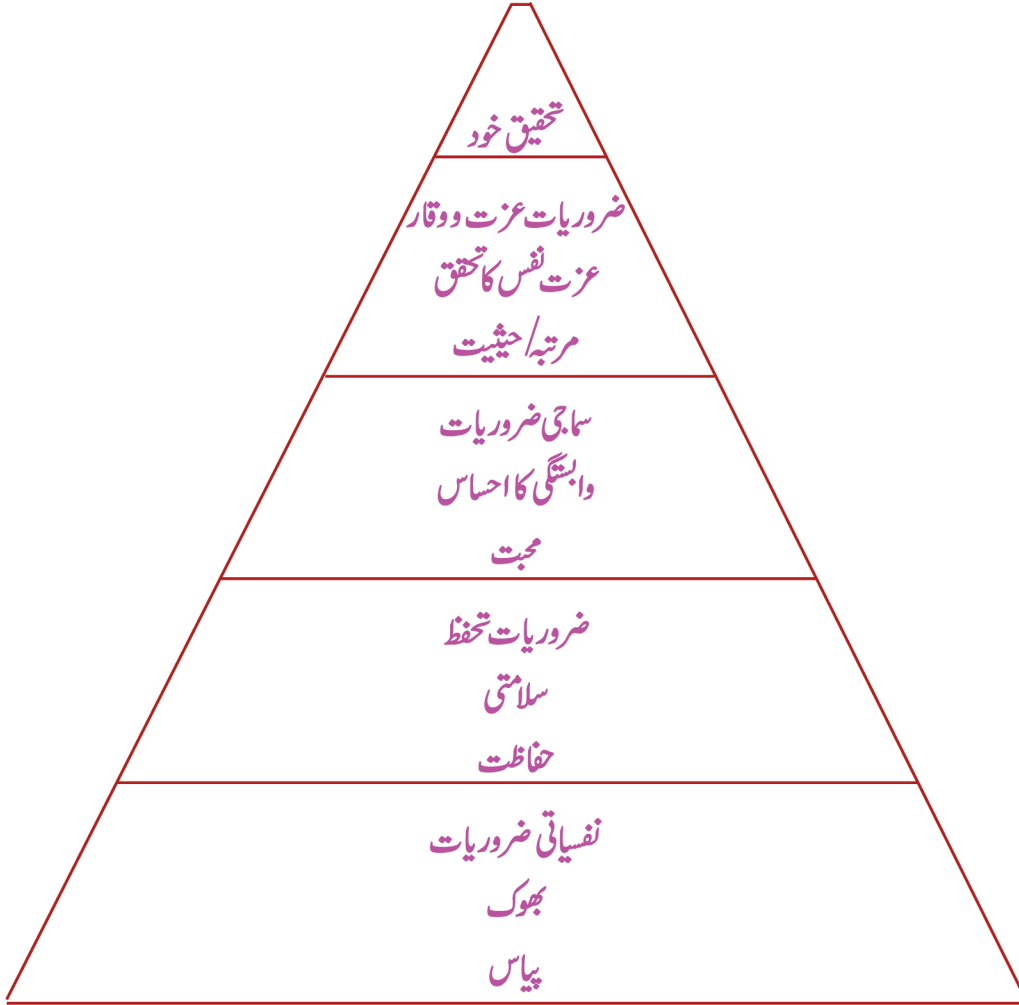 تحقیق خود
ضروریات عزت و وقار
عزت نفس کا تحقق
مرتبہ/حیثیت
سماجی ضروریات
وابستگی کا احساس
محبت
ضروریات تحفظ
سلامتی
حفاظت
نفسیاتی ضروریات
بھوک
پیاس